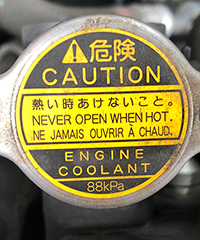 ⚠危険
CAUTION
熱い時あけないこと。
NEVER OPEN WHEN HOT.
NE JAMAIS OUVRIR À CHAUD.
ENGINE
COOLANT
88kPa